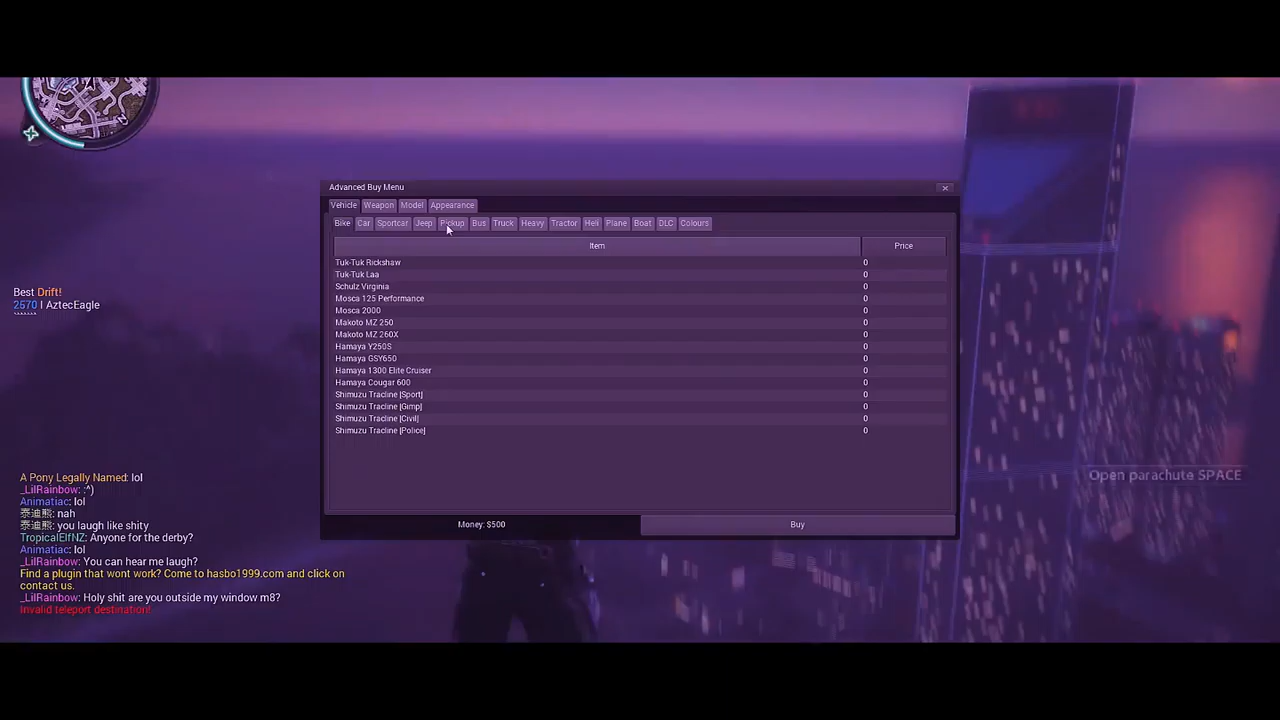 Advanced Buy Menu
Vehicle Weapon Model Appearance
Bike Car Sportcar Jeep Pickup Bus Truck Heavy Tractor Heli Plane Boat DLC Colours
Item Price
Tuk-Tuk Rickshaw 0
Tuk-Tuk Laa 0
Schulz Virginia 0
Mosca 125 Performance 0
Mosca 2000 0
Makoto MZ 250 0
Makoto MZ 260X 0
Hamaya Y250S 0
Hamaya GSY650 0
Hamaya 1300 Elite Cruiser 0
Hamaya Cougar 600 0
Shimuzu Tracline [Sport] 0
Shimuzu Tracline [Gimp] 0
Shimuzu Tracline [Civil] 0
Shimuzu Tracline [Police] 0
Money: $500 Buy
Best Drift!
2570 | AztecEagle
Open parachute SPACE
A Pony Legally Named: lol
_LilRainbow: :^)
Animatiac: lol
泰迪熊: nah
泰迪熊: you laugh like shity
TropicalElfNZ: Anyone for the derby?
Animatiac: lol
_LilRainbow: You can hear me laugh?
Find a plugin that wont work? Come to hasbo1999.com and click on
contact us.
_LilRainbow: Holy shit are you outside my window m8?
Invalid teleport destination!